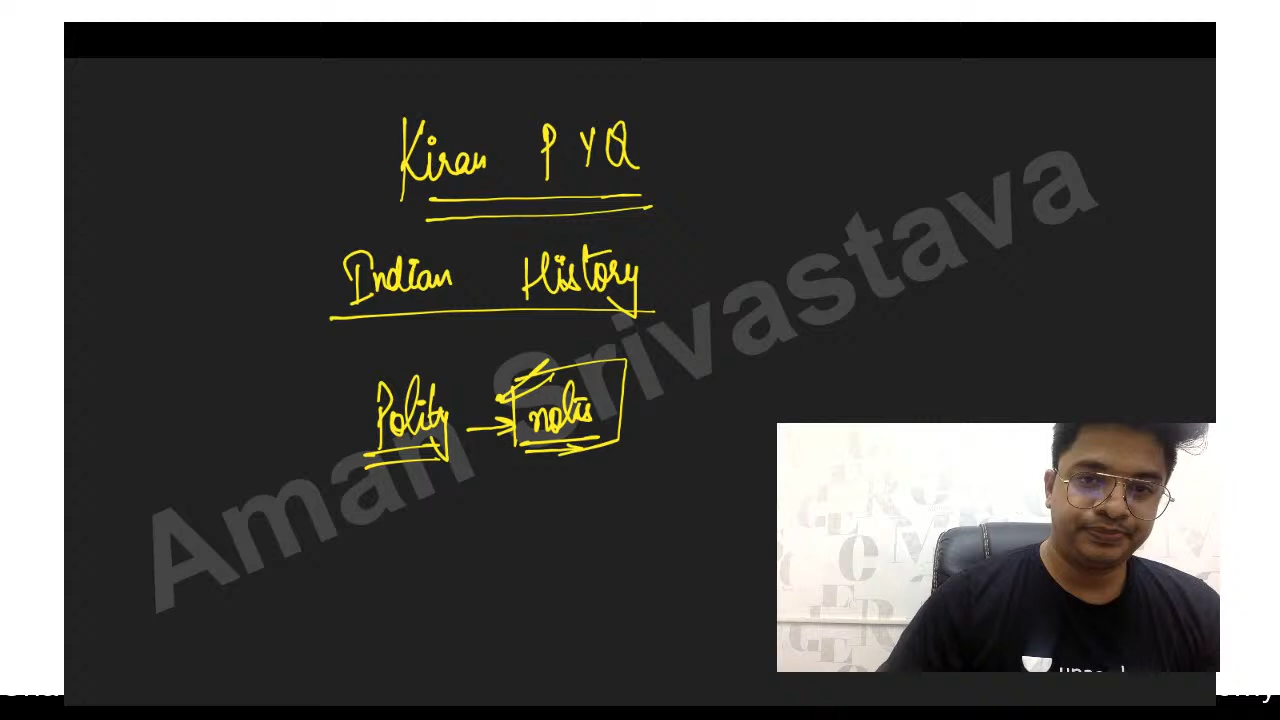 Kiran PYQ
Indian History
Polity → notes
Aman Srivastava